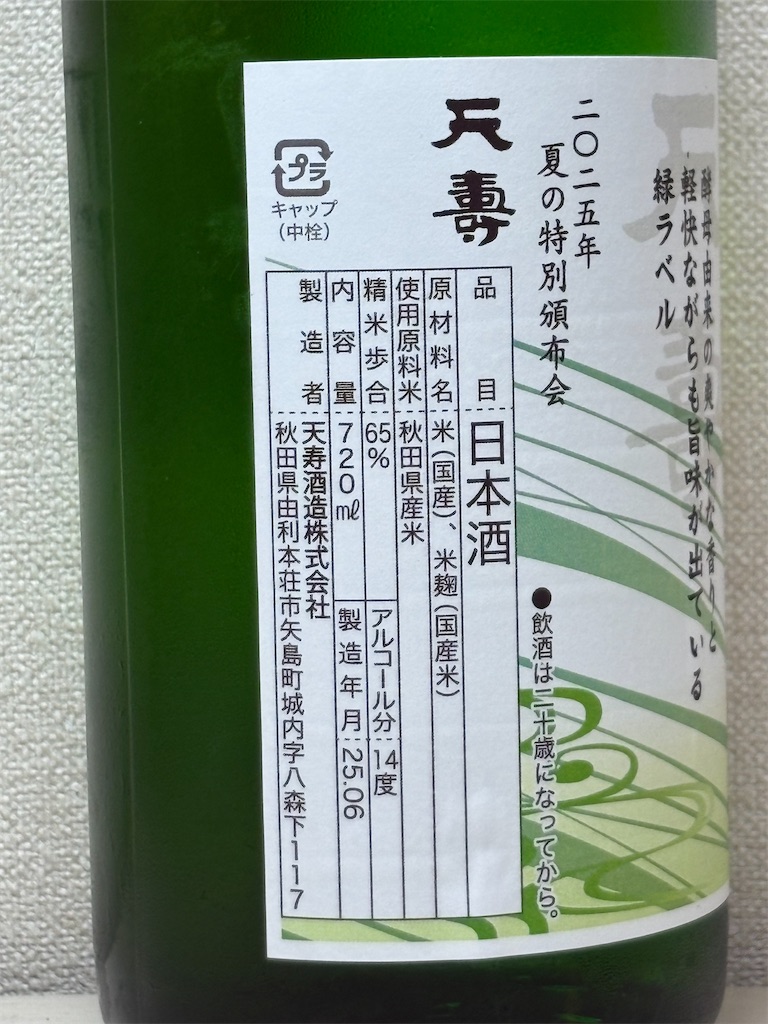 酵母由来の爽やかな香りと
軽快ながらも旨味が出ている
緑ラベル
二〇二五年
夏の特別頒布会
天壽
●飲酒は二十歳になってから。
品目 日本酒
原材料名 米(国産)、米麹(国産米)
使用原料米 秋田県産米
精米歩合 65% アルコール分 14度
内容量 720㎖ 製造年月 25.06
製造者 天寿酒造株式会社
秋田県由利本荘市矢島町城内字八森下117
プラ
キャップ
(中栓)